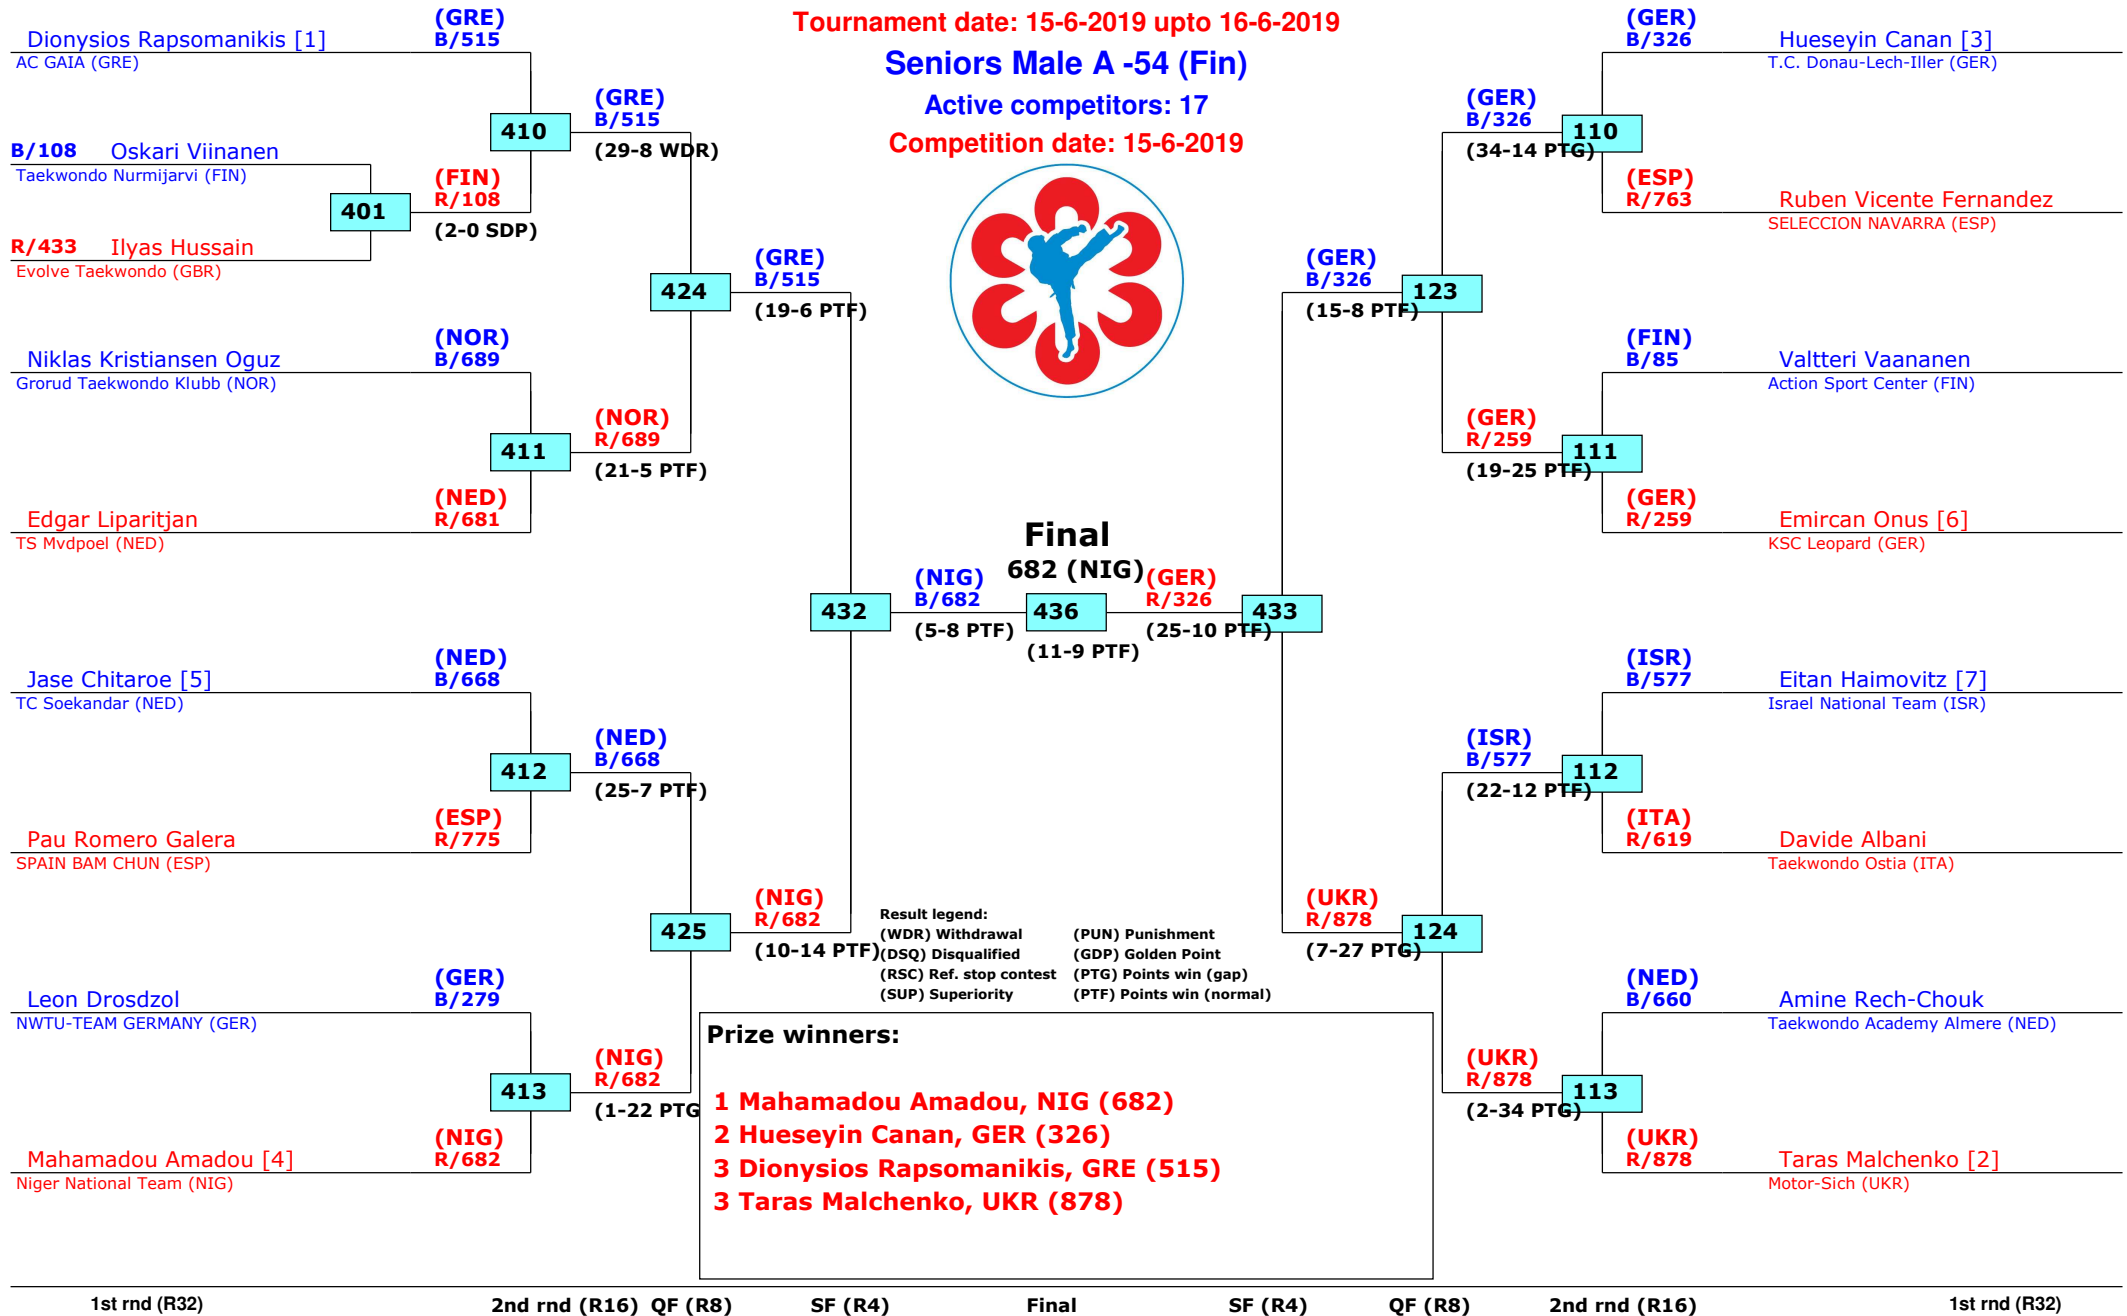 Tournament date: 15-6-2019 upto 16-6-2019
Seniors Male A -54 (Fin)
Active competitors: 17
Competition date: 15-6-2019
Dionysios Rapsomanikis [1]
AC GAIA (GRE)
(GRE)
B/515
B/108 Oskari Viinanen
Taekwondo Nurmijarvi (FIN)
R/433 Ilyas Hussain
Evolve Taekwondo (GBR)
401
(FIN)
R/108
(2-0 SDP)
410
(GRE)
B/515
(29-8 WDR)
Niklas Kristiansen Oguz
Grorud Taekwondo Klubb (NOR)
(NOR)
B/689
Edgar Liparitjan
TS Mvdpoel (NED)
(NED)
R/681
411
(NOR)
R/689
(21-5 PTF)
424
(GRE)
B/515
(19-6 PTF)
Jase Chitaroe [5]
TC Soekandar (NED)
(NED)
B/668
Pau Romero Galera
SPAIN BAM CHUN (ESP)
(ESP)
R/775
412
(NED)
B/668
(25-7 PTF)
Leon Drosdzol
NWTU-TEAM GERMANY (GER)
(GER)
B/279
Mahamadou Amadou [4]
Niger National Team (NIG)
(NIG)
R/682
413
(NIG)
R/682
(1-22 PTG
425
(NIG)
R/682
(10-14 PTF)
432
(NIG)
B/682
(5-8 PTF)
Final
682 (NIG)
436
(11-9 PTF)
(GER)
R/326
(25-10 PTF)
433
(GER)
B/326
(15-8 PTF)
123
(GER)
B/326
(34-14 PTG)
110
(GER)
B/326
Hueseyin Canan [3]
T.C. Donau-Lech-Iller (GER)
(ESP)
R/763
Ruben Vicente Fernandez
SELECCION NAVARRA (ESP)
(GER)
R/259
(19-25 PTF)
111
(FIN)
B/85
Valtteri Vaananen
Action Sport Center (FIN)
(GER)
R/259
Emircan Onus [6]
KSC Leopard (GER)
(UKR)
R/878
(7-27 PTG)
124
(ISR)
B/577
(22-12 PTF)
112
(ISR)
B/577
Eitan Haimovitz [7]
Israel National Team (ISR)
(ITA)
R/619
Davide Albani
Taekwondo Ostia (ITA)
(UKR)
R/878
(2-34 PTG)
113
(NED)
B/660
Amine Rech-Chouk
Taekwondo Academy Almere (NED)
(UKR)
R/878
Taras Malchenko [2]
Motor-Sich (UKR)
Result legend:
(WDR) Withdrawal (PUN) Punishment
(DSQ) Disqualified (GDP) Golden Point
(RSC) Ref. stop contest (PTG) Points win (gap)
(SUP) Superiority (PTF) Points win (normal)
Prize winners:
1 Mahamadou Amadou, NIG (682)
2 Hueseyin Canan, GER (326)
3 Dionysios Rapsomanikis, GRE (515)
3 Taras Malchenko, UKR (878)
1st rnd (R32) 2nd rnd (R16) QF (R8) SF (R4) Final SF (R4) QF (R8) 2nd rnd (R16) 1st rnd (R32)